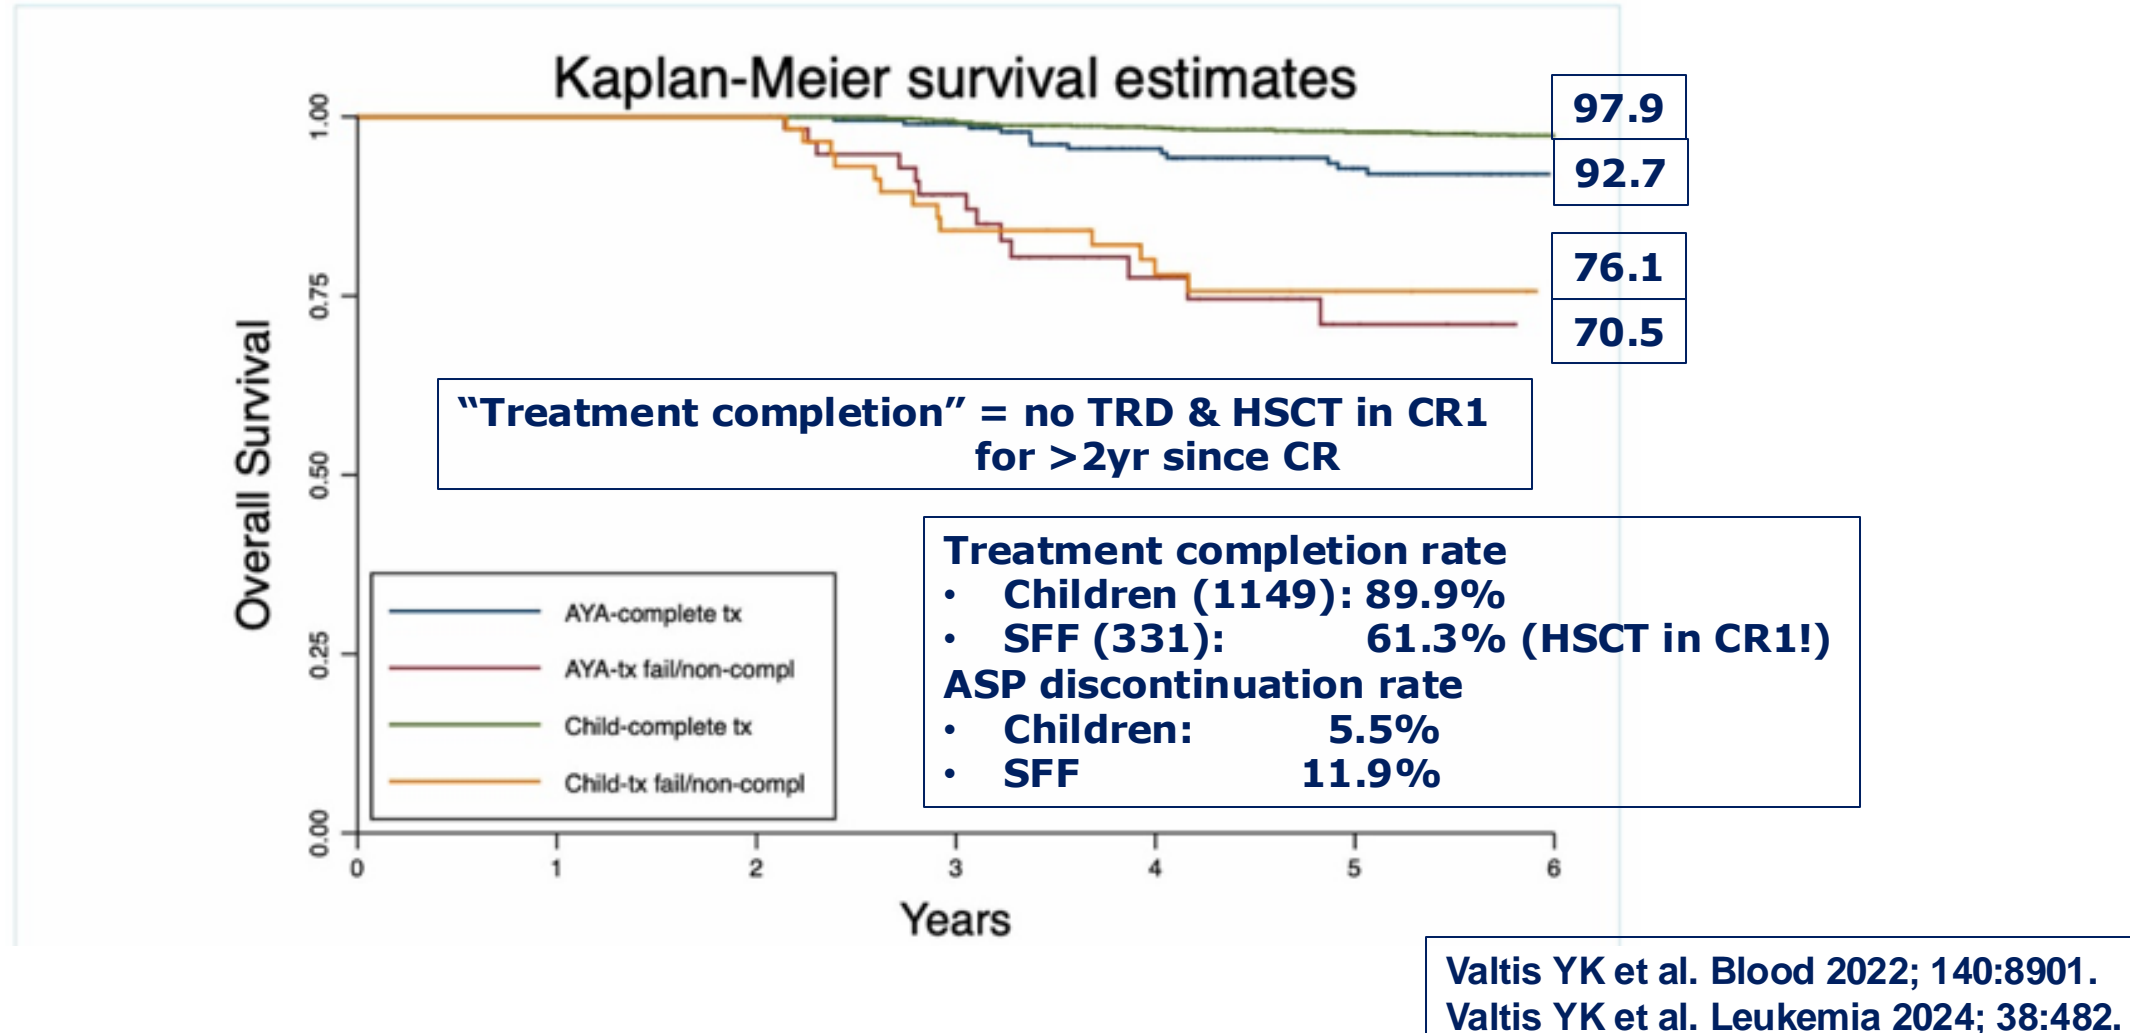 Kaplan-Meier survival estimates
97.9
92.7
76.1
70.5
Overall Survival
1.00
0.75
0.50
0.25
0.00
“Treatment completion” = no TRD & HSCT in CR1
for >2yr since CR
AYA-complete tx
AYA-tx fail/non-compl
Child-complete tx
Child-tx fail/non-compl
Treatment completion rate
• Children (1149): 89.9%
• SFF (331): 61.3% (HSCT in CR1!)
ASP discontinuation rate
• Children: 5.5%
• SFF 11.9%
0 1 2 3 4 5 6
Years
Valtis YK et al. Blood 2022; 140:8901.
Valtis YK et al. Leukemia 2024; 38:482.